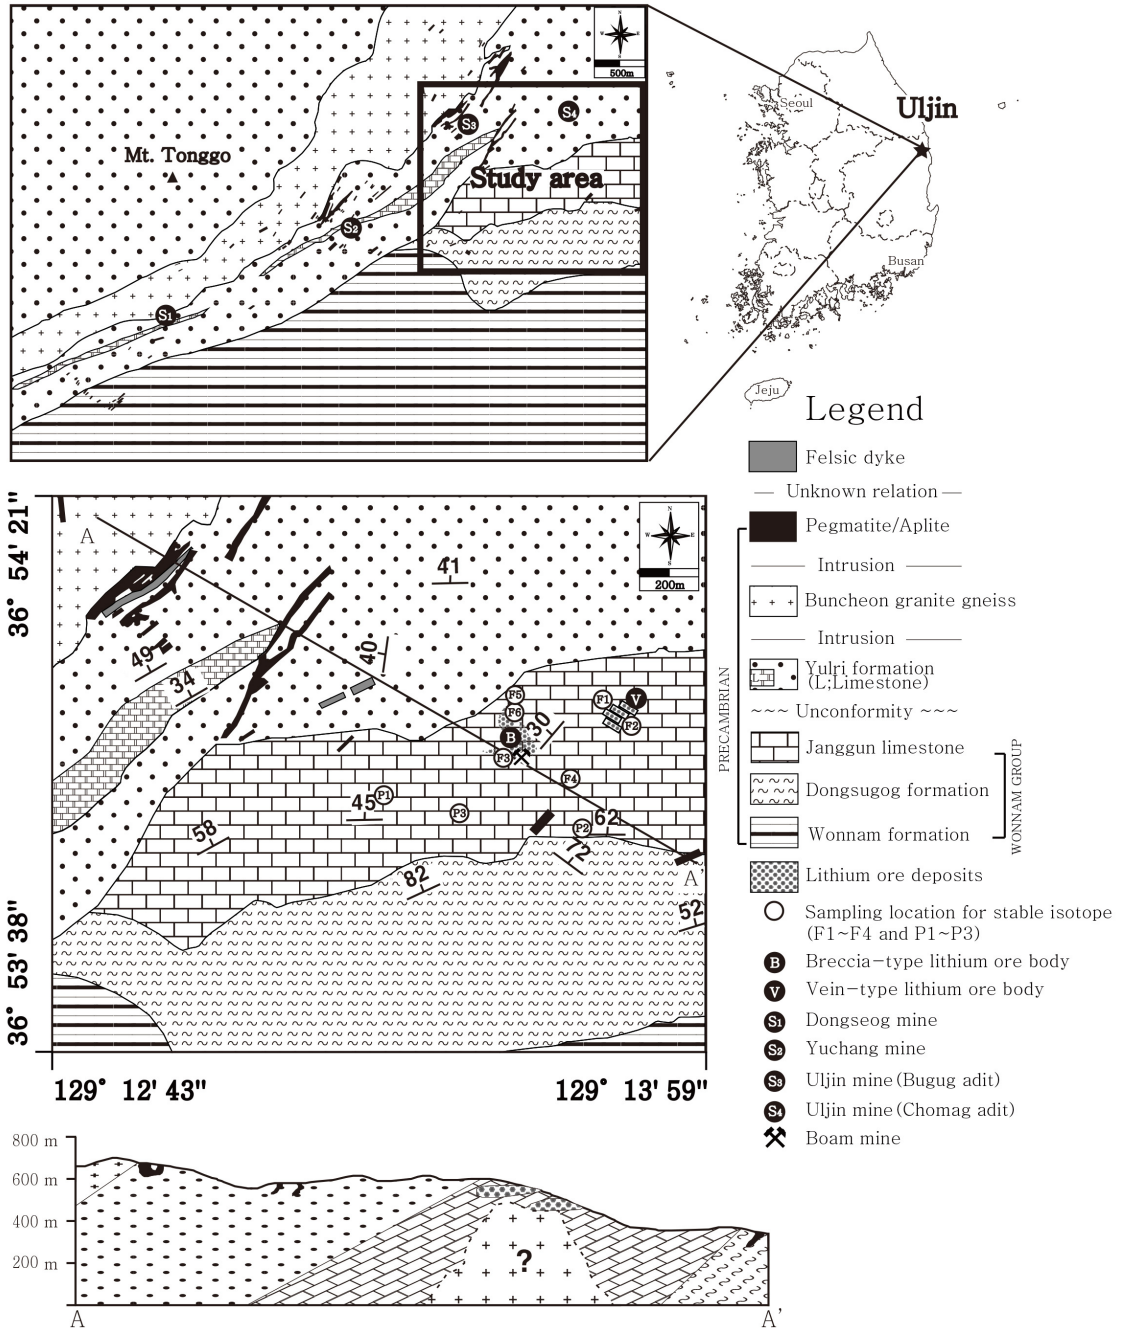 N
W E
S
500m
S3
S4
Mt. Tonggo
Study area
S2
S1
Seoul
Uljin
Busan
Jeju
Legend
Felsic dyke
Unknown relation
Pegmatite/Aplite
Intrusion
Buncheon granite gneiss
Intrusion
Yulri formation
L
(L;Limestone)
Unconformity
Janggun limestone
Dongsugog formation
Wonnam formation
PRECAMBRIAN
WONNAM GROUP
Lithium ore deposits
Sampling location for stable isotope
(F1~F4 and P1~P3)
B Breccia-type lithium ore body
V Vein-type lithium ore body
S1 Dongseog mine
S2 Yuchang mine
S3 Uljin mine(Bugug adit)
S4 Uljin mine(Chomag adit)
Boam mine
36° 54' 21"
36° 53' 38"
129° 12' 43"
129° 13' 59"
N
W E
S
200m
A
41
49
34
40
F5
F6
F1
V
F2
B
30
F3
F4
45
P1
P3
58
P2
62
72
82
A'
52
800 m
600 m
400 m
200 m
?
A
A'